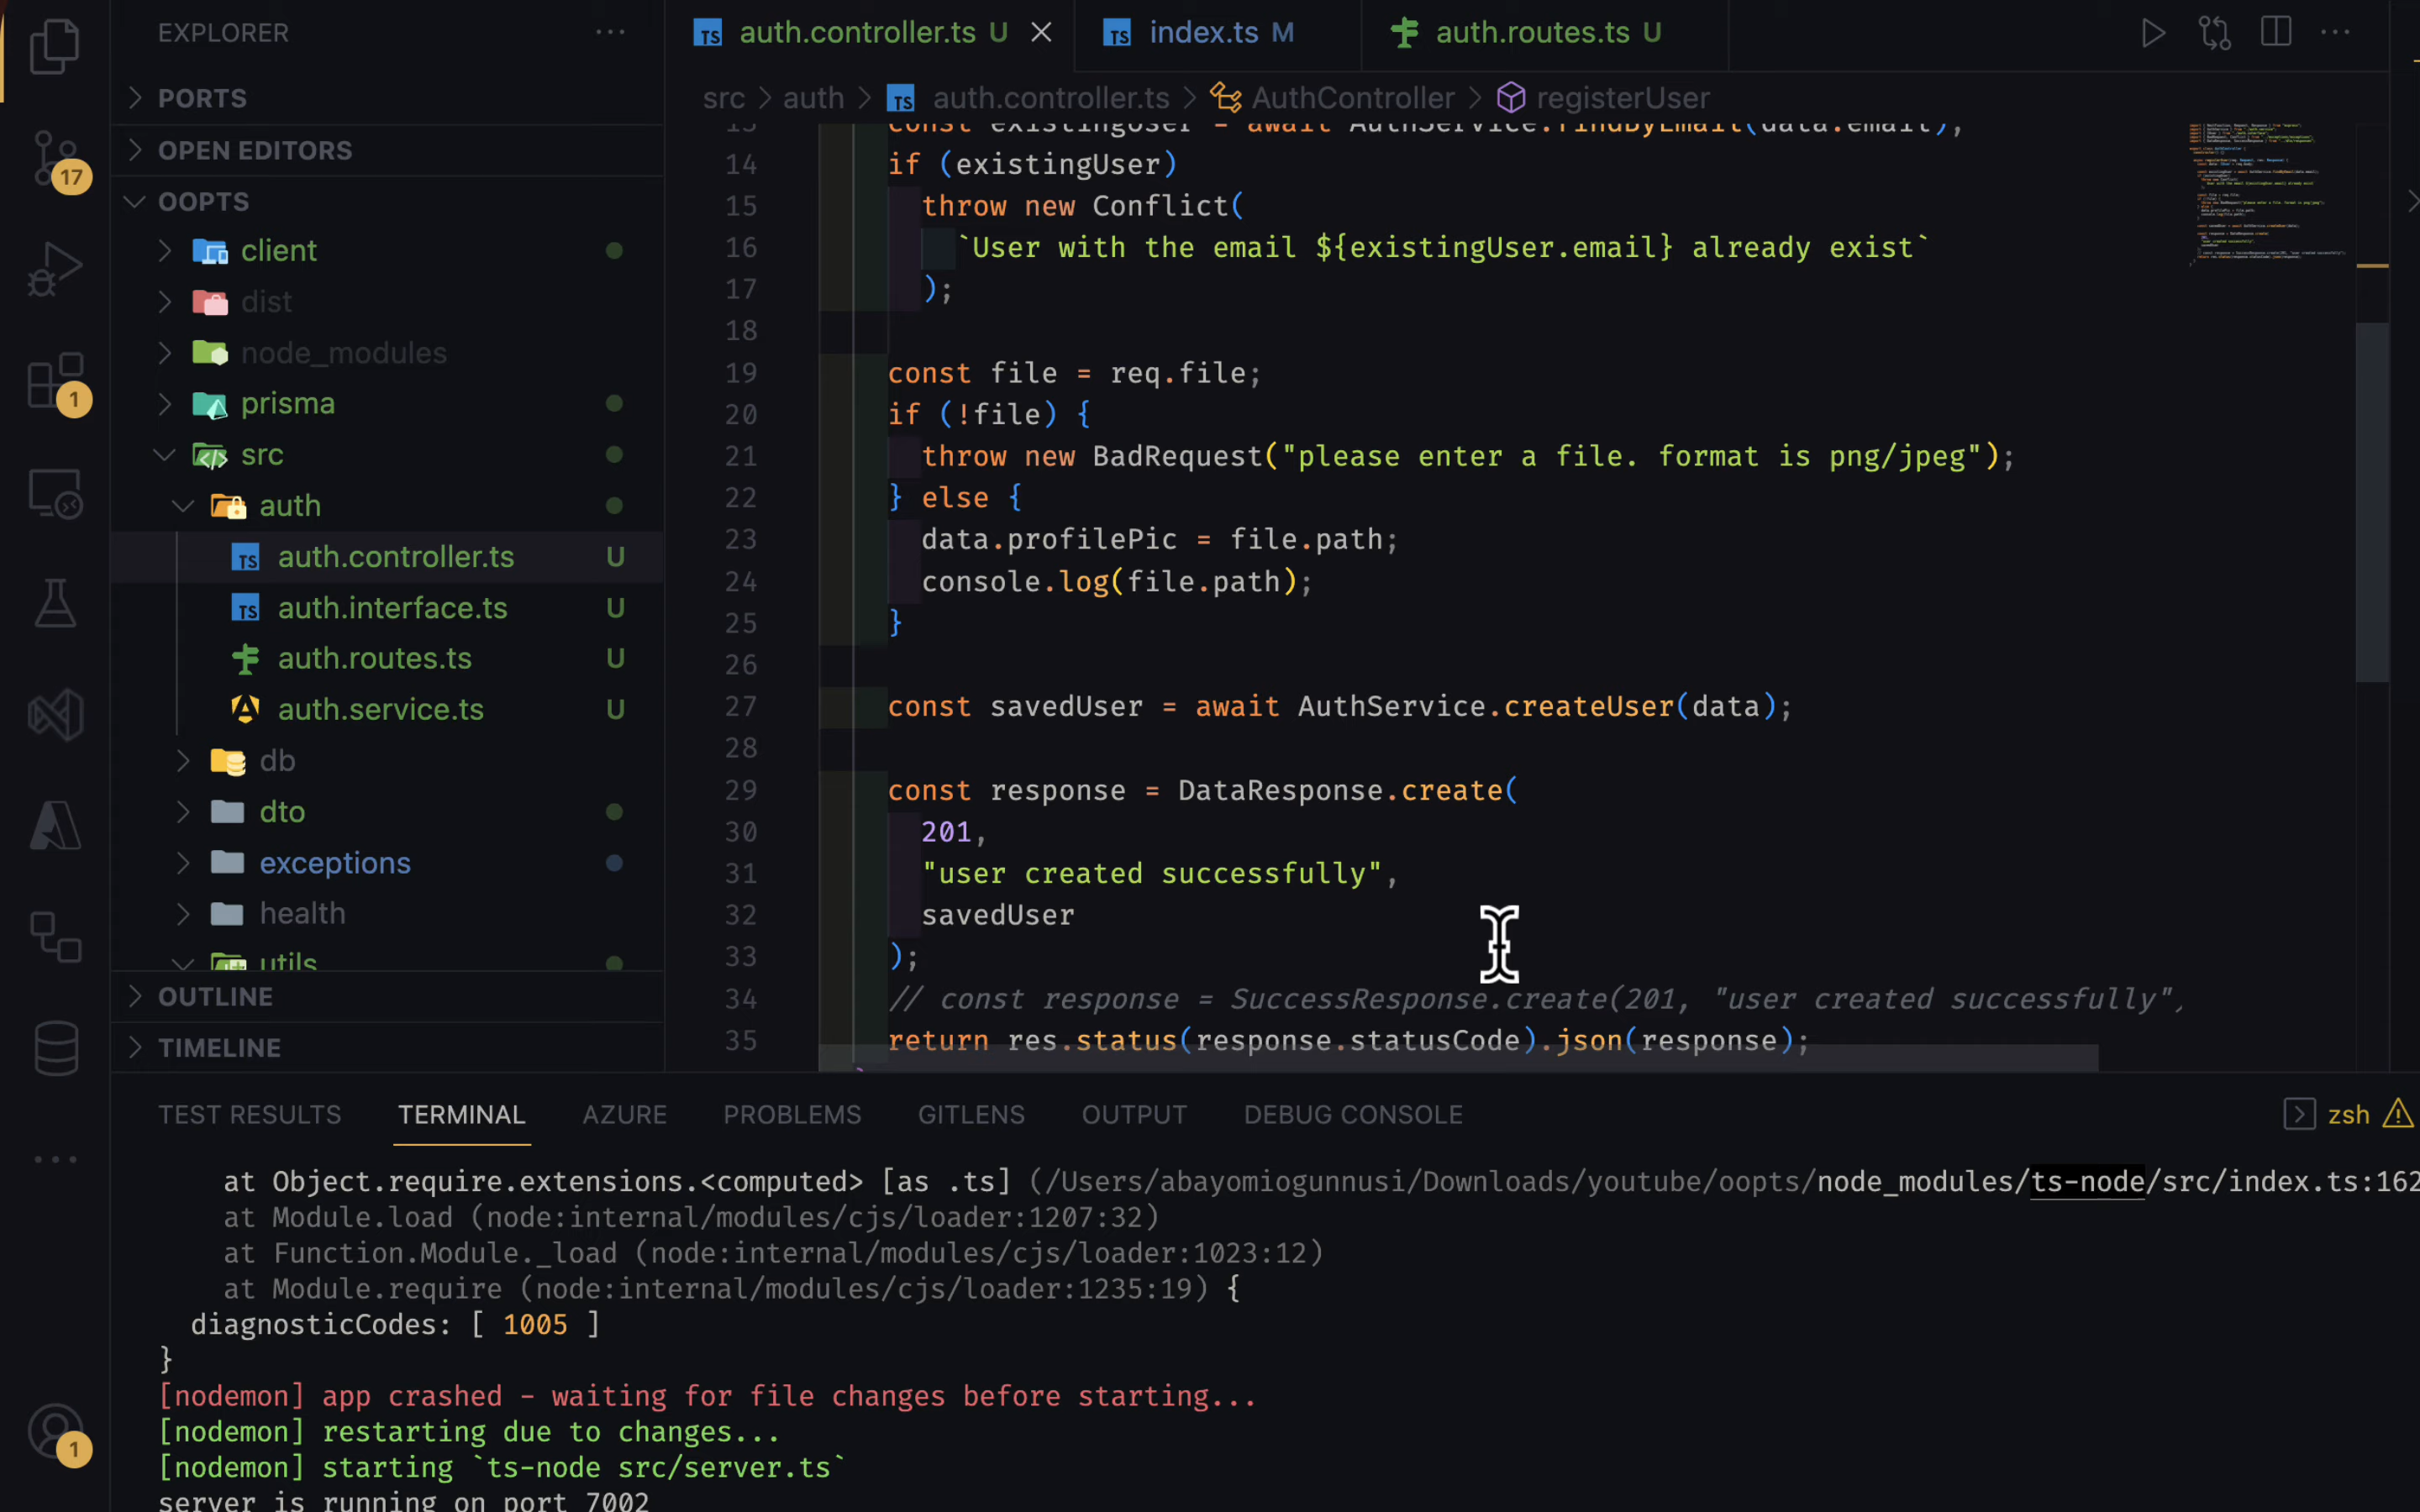 EXPLORER
PORTS
OPEN EDITORS
17
OOPTS
client
dist
node_modules
1
prisma
src
auth
TS auth.controller.ts U
TS auth.interface.ts U
auth.routes.ts U
auth.service.ts U
db
dto
exceptions
health
utils
OUTLINE
TIMELINE
TS auth.controller.ts U
TS index.ts M
auth.routes.ts U
src > auth > TS auth.controller.ts > AuthController > registerUser
13 const existingUser = await AuthService.findByEmail(data.email);
14 if (existingUser)
15 throw new Conflict(
16 `User with the email ${existingUser.email} already exist`
17 );
18
19 const file = req.file;
20 if (!file) {
21 throw new BadRequest("please enter a file. format is png/jpeg");
22 } else {
23 data.profilePic = file.path;
24 console.log(file.path);
25 }
26
27 const savedUser = await AuthService.createUser(data);
28
29 const response = DataResponse.create(
30 201,
31 "user created successfully",
32 savedUser
33 );
34 // const response = SuccessResponse.create(201, "user created successfully",
35 return res.status(response.statusCode).json(response);
TEST RESULTS TERMINAL AZURE PROBLEMS GITLENS OUTPUT DEBUG CONSOLE
zsh
at Object.require.extensions.<computed> [as .ts] (/Users/abayomiogunnusi/Downloads/youtube/oopts/node_modules/ts-node/src/index.ts:162
at Module.load (node:internal/modules/cjs/loader:1207:32)
at Function.Module._load (node:internal/modules/cjs/loader:1023:12)
at Module.require (node:internal/modules/cjs/loader:1235:19) {
diagnosticCodes: [ 1005 ]
}
[nodemon] app crashed - waiting for file changes before starting...
[nodemon] restarting due to changes...
[nodemon] starting `ts-node src/server.ts`
server is running on port 7002
1